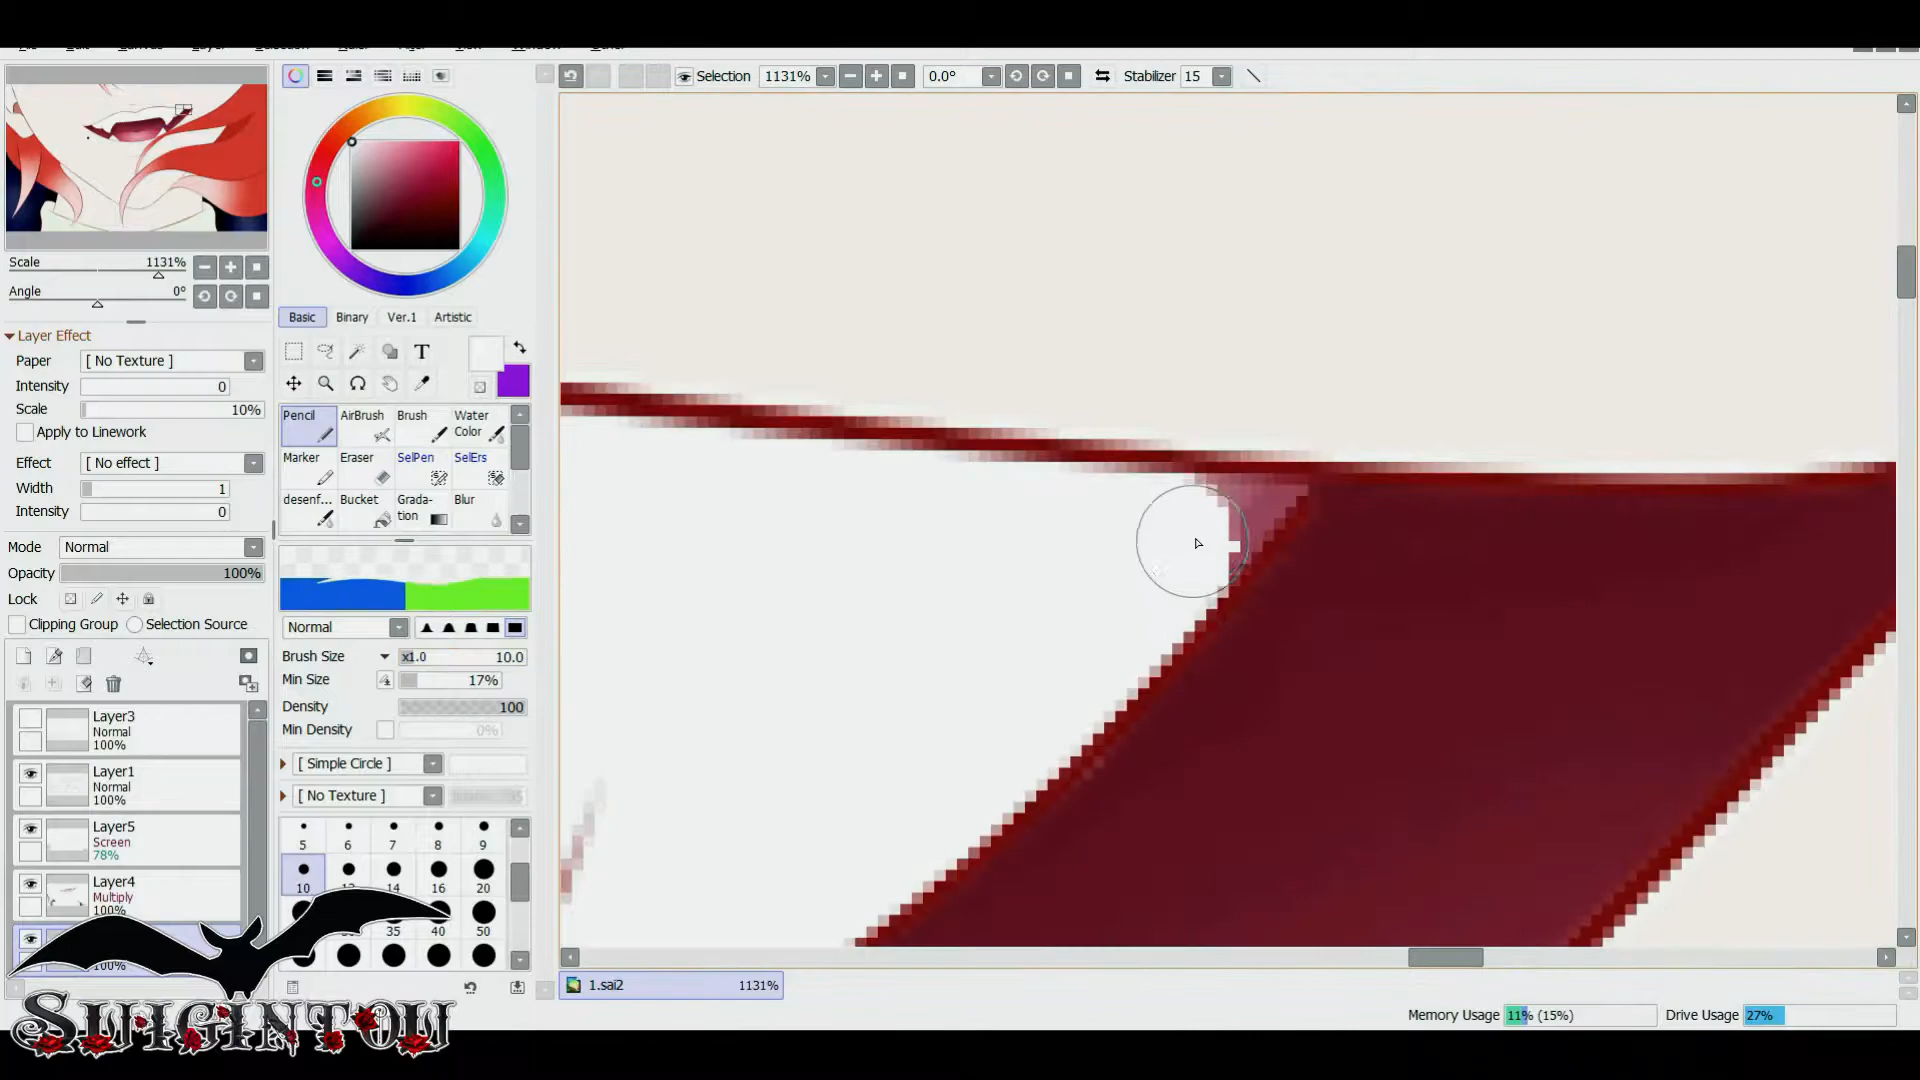 Selection 1131% 0.0° Stabilizer 15
Scale 1131%
Angle 0°
Layer Effect
Paper [ No Texture ]
Intensity 0
Scale 10%
Apply to Linework
Effect [ No effect ]
Width 1
Intensity 0
Mode Normal
Opacity 100%
Lock
Clipping Group Selection Source
Layer3
Normal
100%
Layer1
Normal
100%
Layer5
Screen
78%
Layer4
Multiply
100%
100%
Basic Binary Ver.1 Artistic
T
Pencil AirBrush Brush Water Color
Marker Eraser SelPen SelErs
desenf... Bucket Grada-tion Blur
Normal
Brush Size x1.0 10.0
Min Size 17%
Density 100
Min Density 0%
[ Simple Circle ]
[ No Texture ]
5 6 7 8 9
10 14 16 20
35 40 50
1.sai2 1131%
Memory Usage 11% (15%) Drive Usage 27%
SUIGINTOU